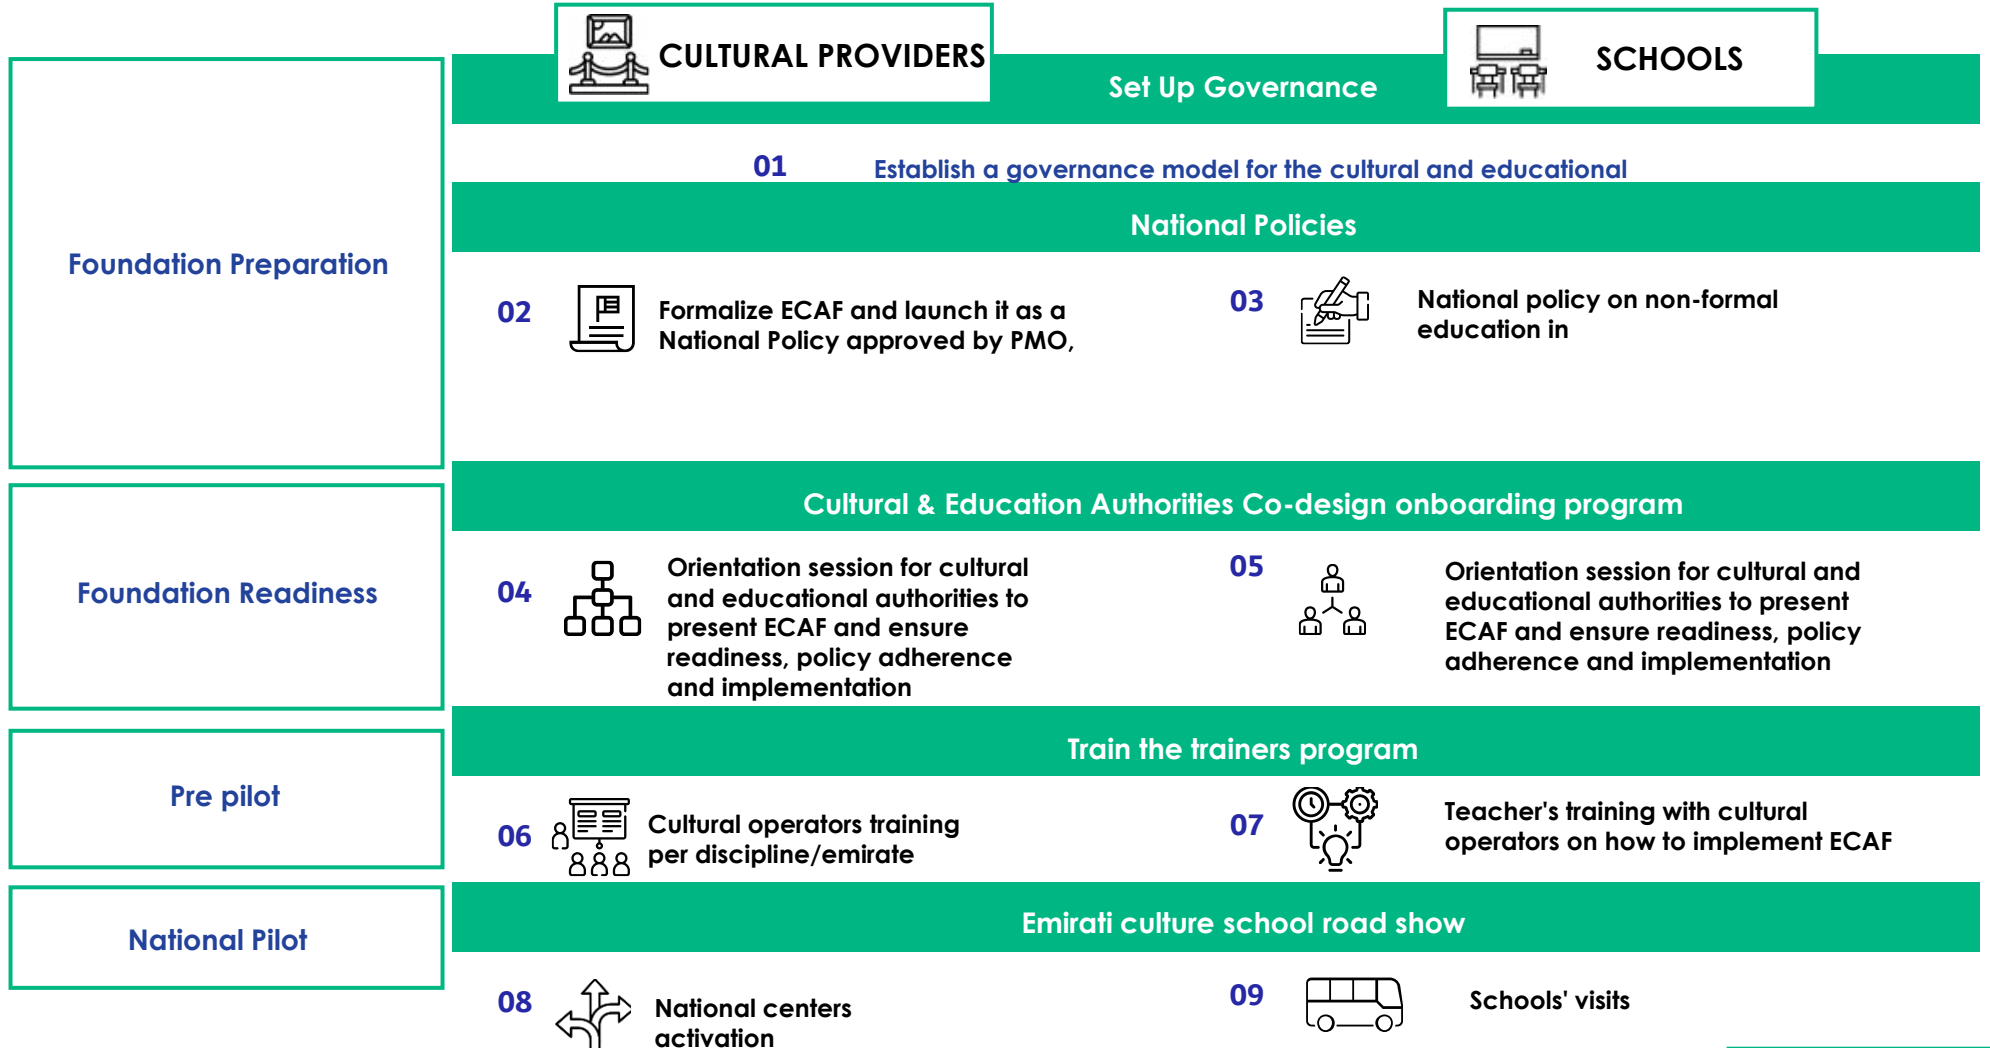 CULTURAL PROVIDERS
SCHOOLS
Set Up Governance
Foundation Preparation
01
Establish a governance model for the cultural and educational
National Policies
02
Formalize ECAF and launch it as a
National Policy approved by PMO,
03
National policy on non-formal
education in
Cultural & Education Authorities Co-design onboarding program
Foundation Readiness
04
Orientation session for cultural
and educational authorities to
present ECAF and ensure
readiness, policy adherence
and implementation
05
Orientation session for cultural and
educational authorities to present
ECAF and ensure readiness, policy
adherence and implementation
Train the trainers program
Pre pilot
06
Cultural operators training
per discipline/emirate
07
Teacher's training with cultural
operators on how to implement ECAF
Emirati culture school road show
National Pilot
08
National centers
activation
09
Schools' visits